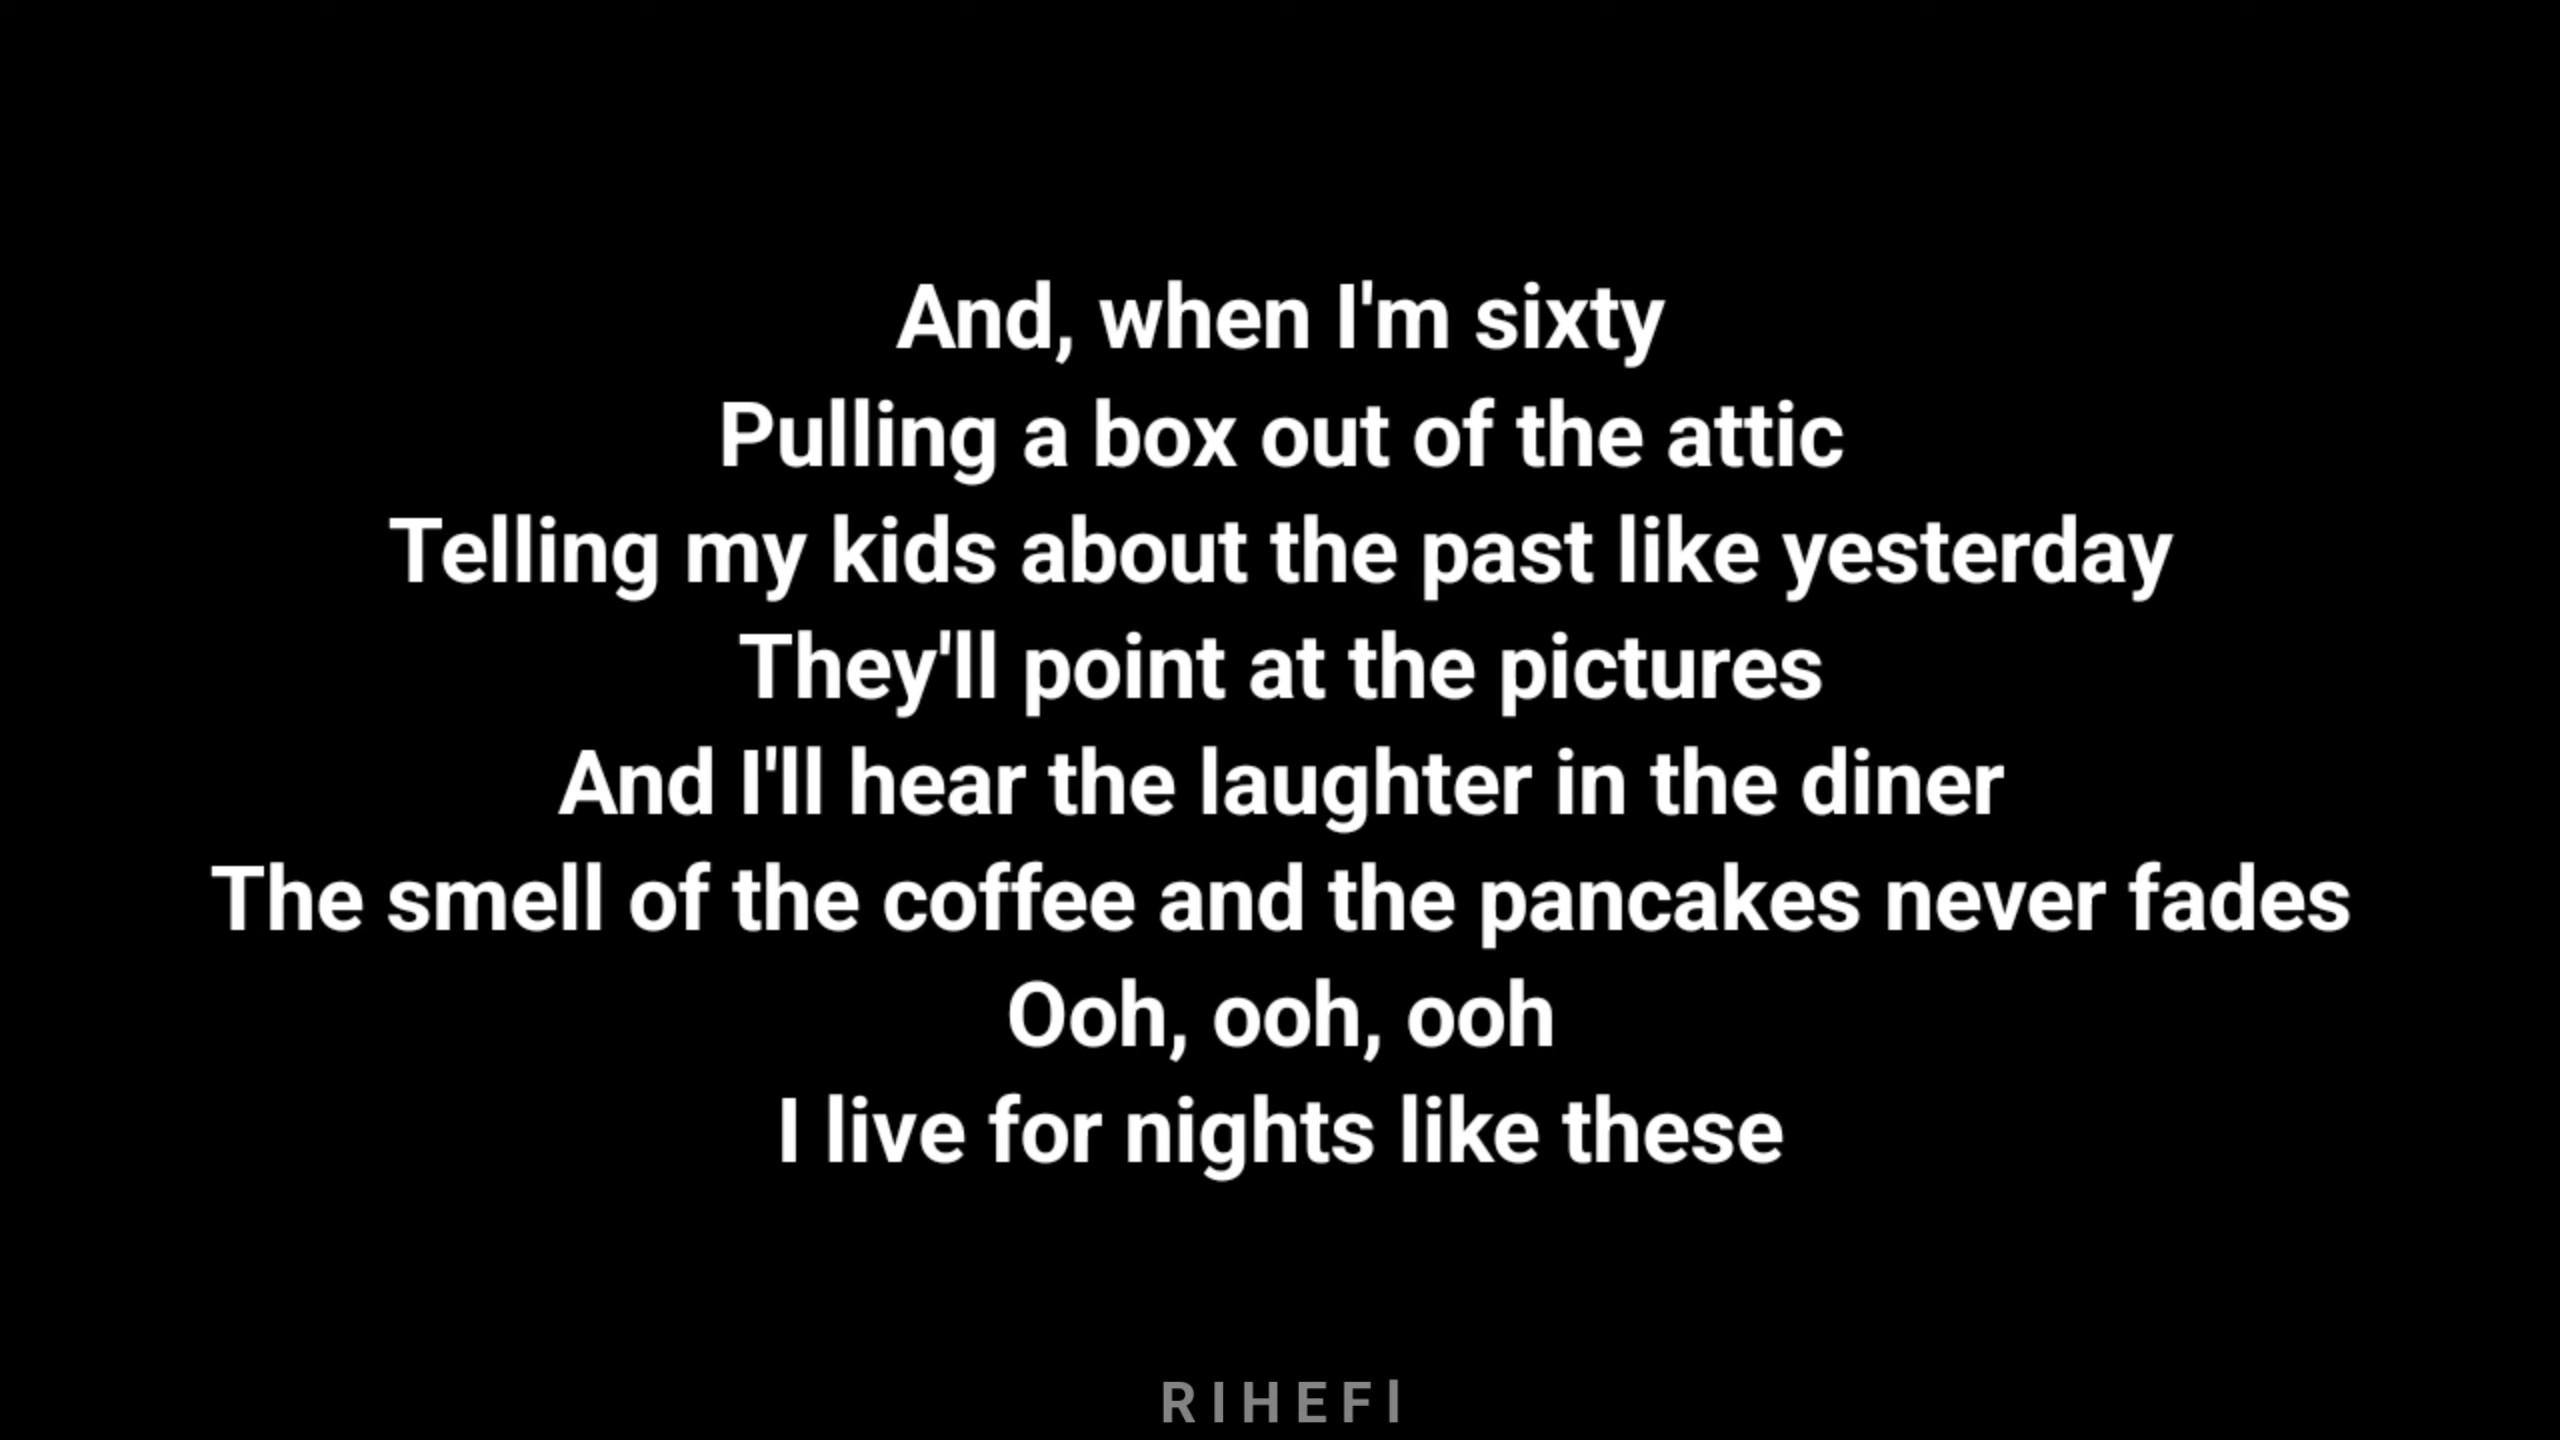 And, when I'm sixty
Pulling a box out of the attic
Telling my kids about the past like yesterday
They'll point at the pictures
And I'll hear the laughter in the diner
The smell of the coffee and the pancakes never fades
Ooh, ooh, ooh
I live for nights like these
RIHEFl